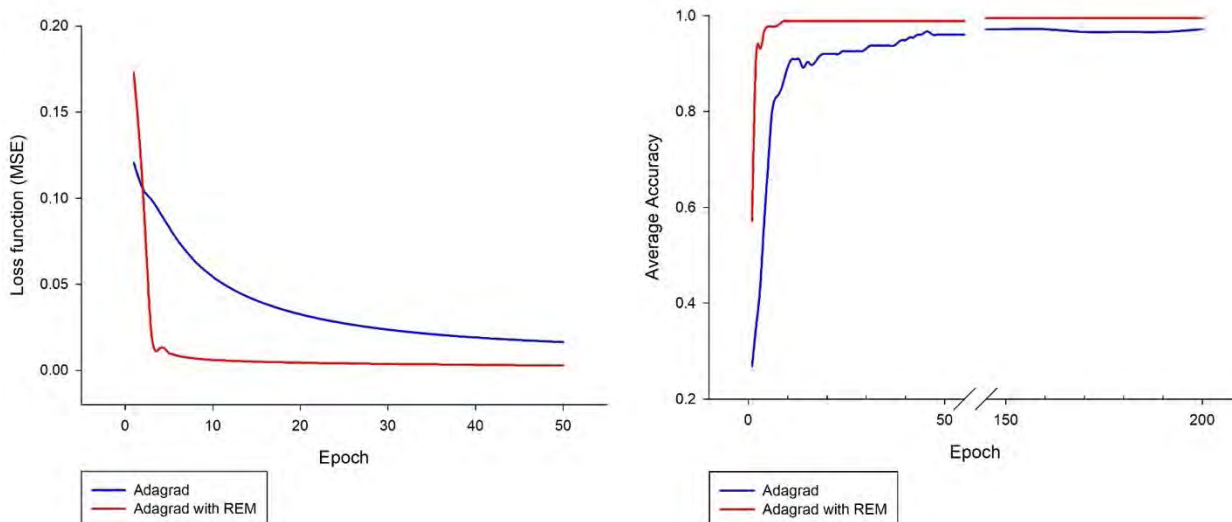 0.20
0.15
0.10
0.05
0.00
Loss function (MSE)
0 10 20 30 40 50
Epoch
Adagrad
Adagrad with REM
1.0
0.8
0.6
0.4
0.2
Average Accuracy
0 50 150 200
Epoch
Adagrad
Adagrad with REM